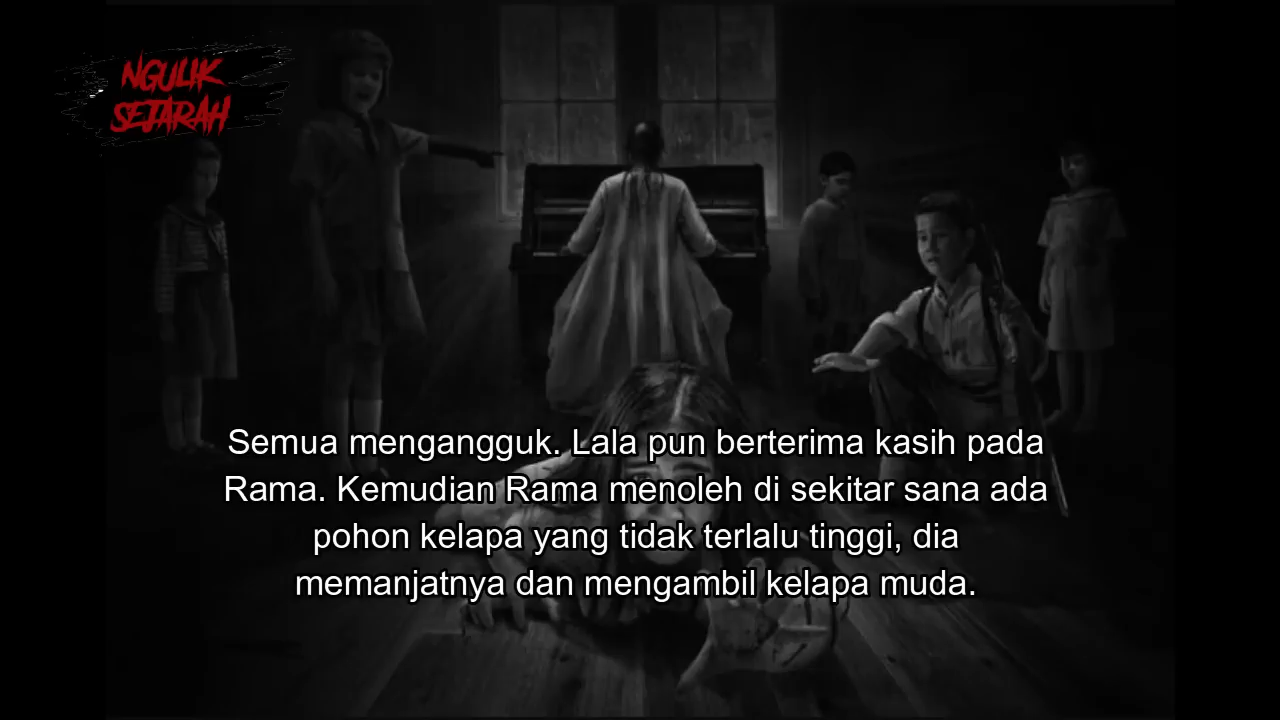 NGULIK
SEJARAH
Semua mengangguk. Lala pun berterima kasih pada
Rama. Kemudian Rama menoleh di sekitar sana ada
pohon kelapa yang tidak terlalu tinggi, dia
memanjatnya dan mengambil kelapa muda.